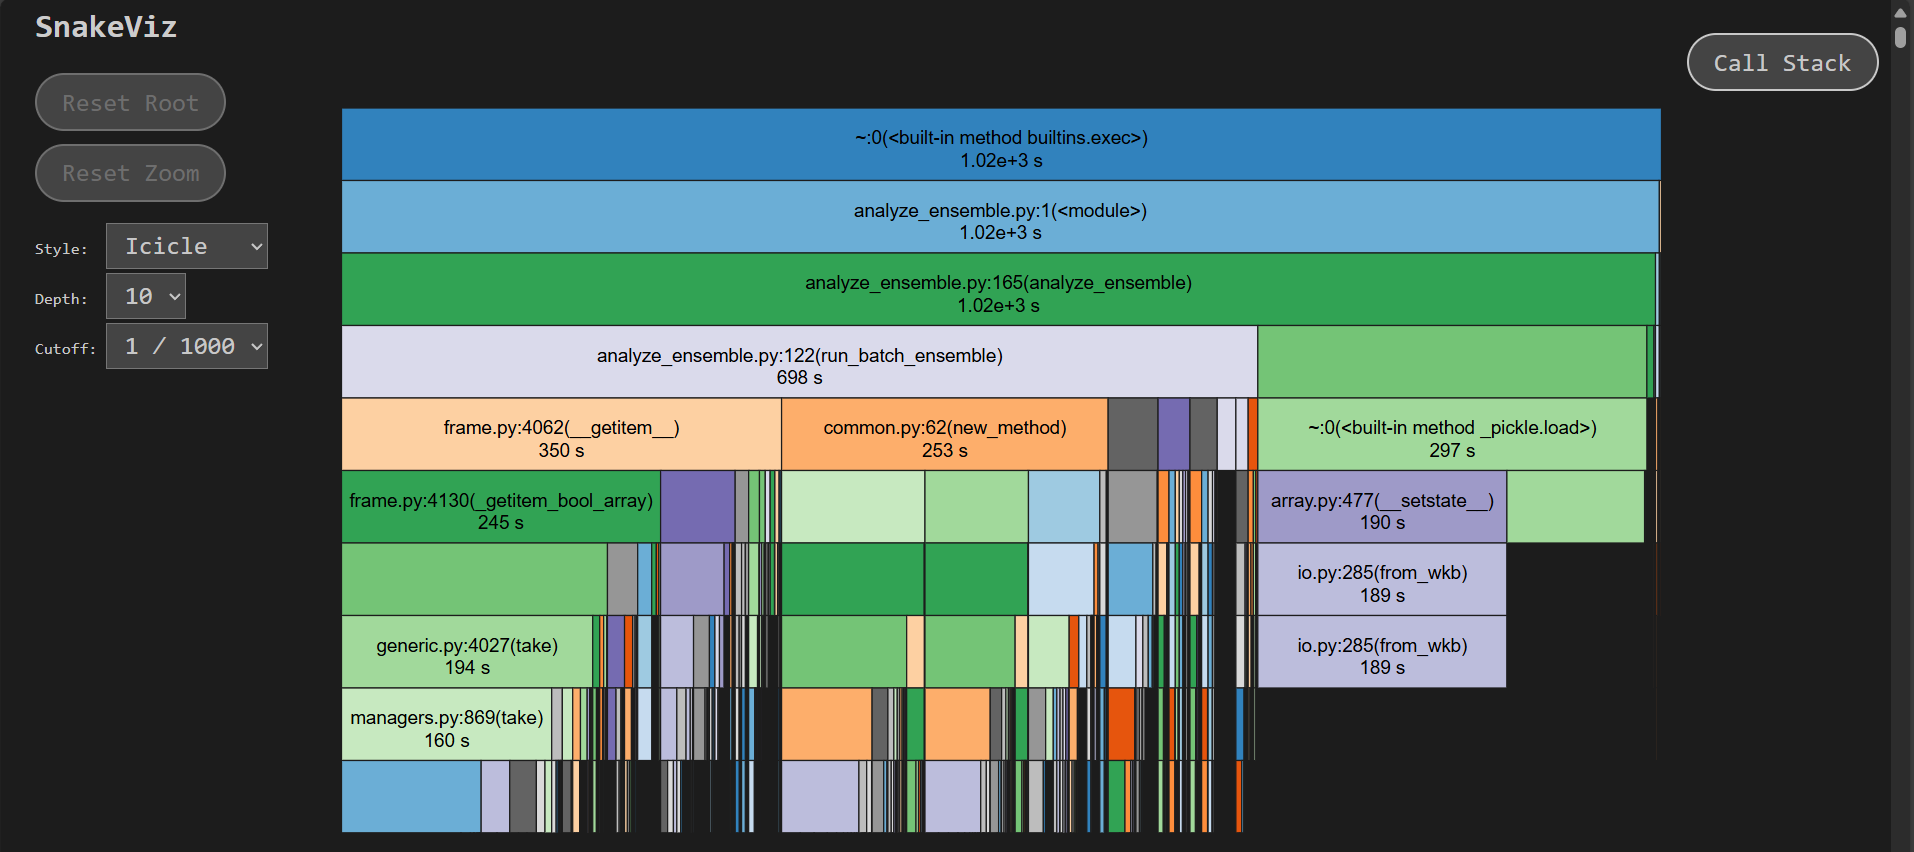 SnakeViz
Call Stack
Reset Root
Reset Zoom
Style: Icicle
Depth: 10
Cutoff: 1 / 1000
~:0(<built-in method builtins.exec>)
1.02e+3 s
analyze_ensemble.py:1(<module>)
1.02e+3 s
analyze_ensemble.py:165(analyze_ensemble)
1.02e+3 s
analyze_ensemble.py:122(run_batch_ensemble)
698 s
frame.py:4062(__getitem__)
350 s
common.py:62(new_method)
253 s
~:0(<built-in method _pickle.load>)
297 s
frame.py:4130(_getitem_bool_array)
245 s
array.py:477(__setstate__)
190 s
io.py:285(from_wkb)
189 s
generic.py:4027(take)
194 s
io.py:285(from_wkb)
189 s
managers.py:869(take)
160 s